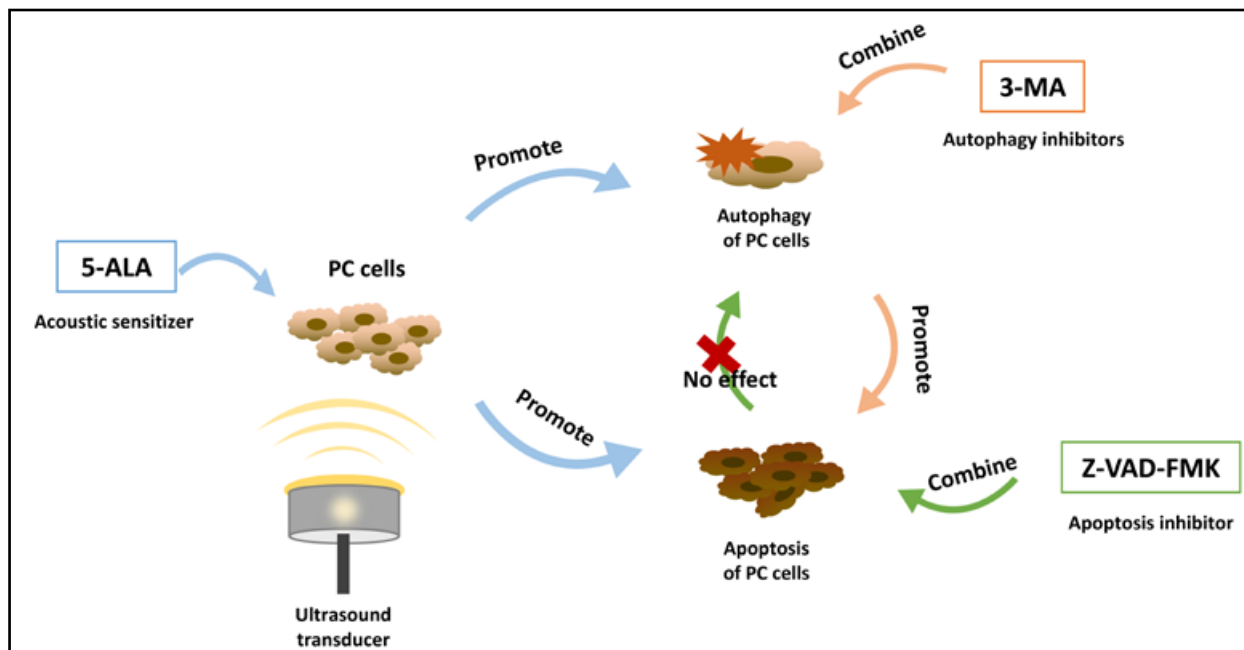 5-ALA
Acoustic sensitizer
PC cells
Ultrasound
transducer
Promote
Promote
Autophagy
of PC cells
Combine
3-MA
Autophagy inhibitors
No effect
Promote
Apoptosis
of PC cells
Combine
Z-VAD-FMK
Apoptosis inhibitor